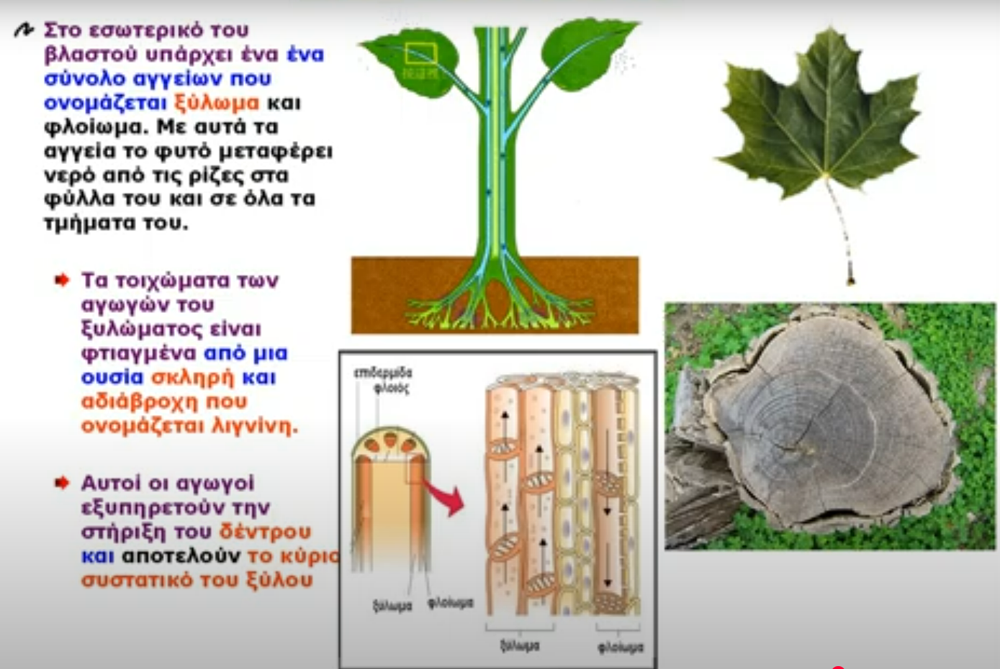 Στο εσωτερικό του
βλαστού υπάρχει ένα ένα
σύνολο αγγείων που
ονομάζεται ξύλωμα και
φλοίωμα. Με αυτά τα
αγγεία το φυτό μεταφέρει
νερό από τις ρίζες στα
φύλλα του και σε όλα τα
τμήματα του.
Τα τοιχώματα των
αγωγών του
ξυλώματος είναι
φτιαγμένα από μια
ουσία σκληρή και
αδιάβροχη που
ονομάζεται λιγνίνη.
Αυτοί οι αγωγοί
εξυπηρετούν την
στήριξη του δέντρου
και αποτελούν το κύριο
συστατικό του ξύλου
επιδερμίδα
φλοιός
ξύλωμα
φλοίωμα
ξύλωμα
φλοίωμα